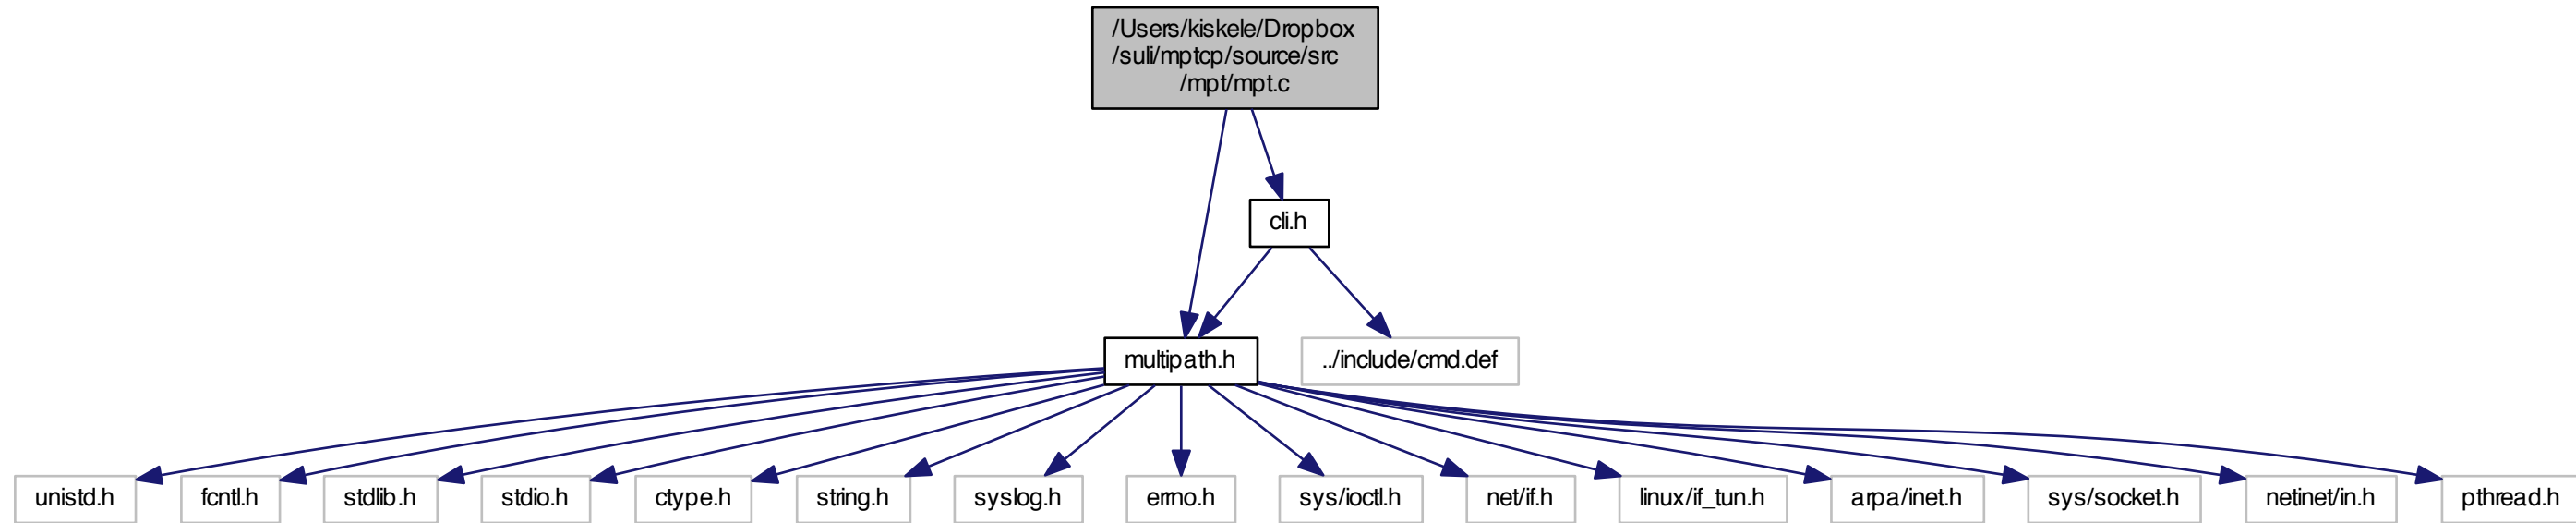 /Users/kiskele/Dropbox
/suli/mptcp/source/src
/mpt/mpt.c
cli.h
multipath.h
../include/cmd.def
unistd.h
fcntl.h
stdlib.h
stdio.h
ctype.h
string.h
syslog.h
errno.h
sys/ioctl.h
net/if.h
linux/if_tun.h
arpa/inet.h
sys/socket.h
netinet/in.h
pthread.h